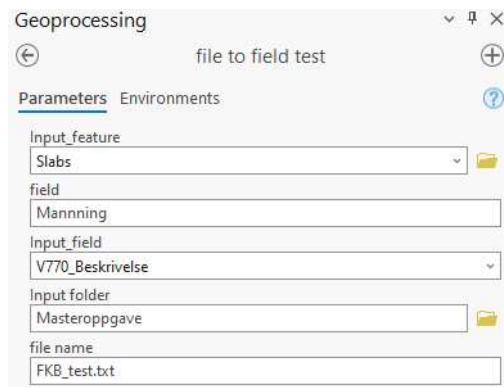 Geoprocessing
file to field test
Parameters Environments
Input_feature
Slabs
field
Mannning
Input_field
V770_Beskrivelse
Input folder
Masteroppgave
file name
FKB_test.txt